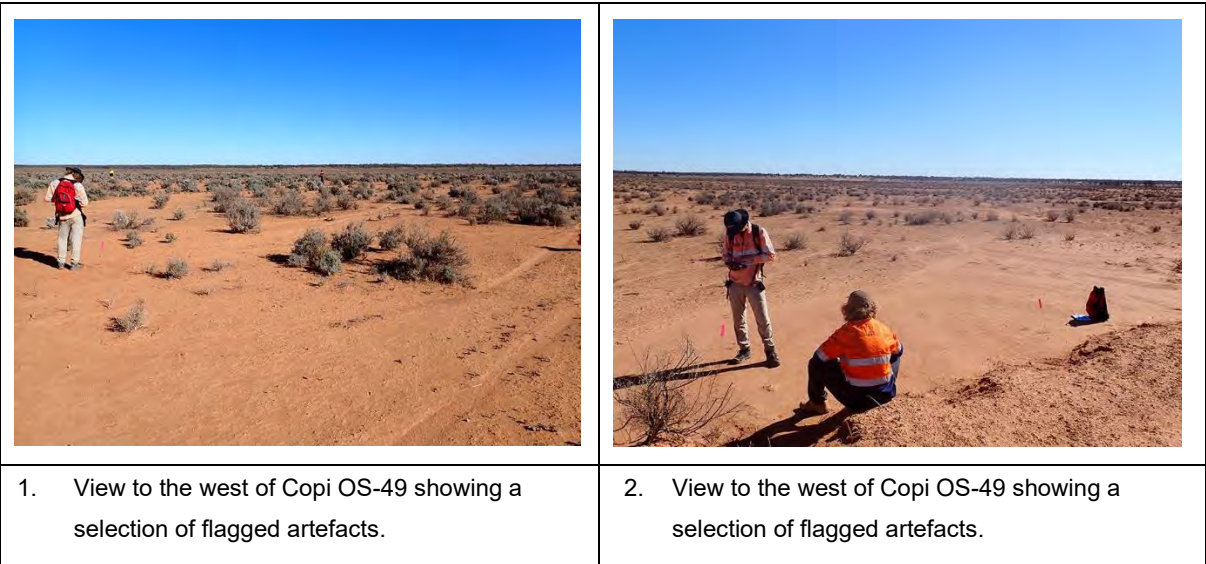 1. View to the west of Copi OS-49 showing a
selection of flagged artefacts.
2. View to the west of Copi OS-49 showing a
selection of flagged artefacts.